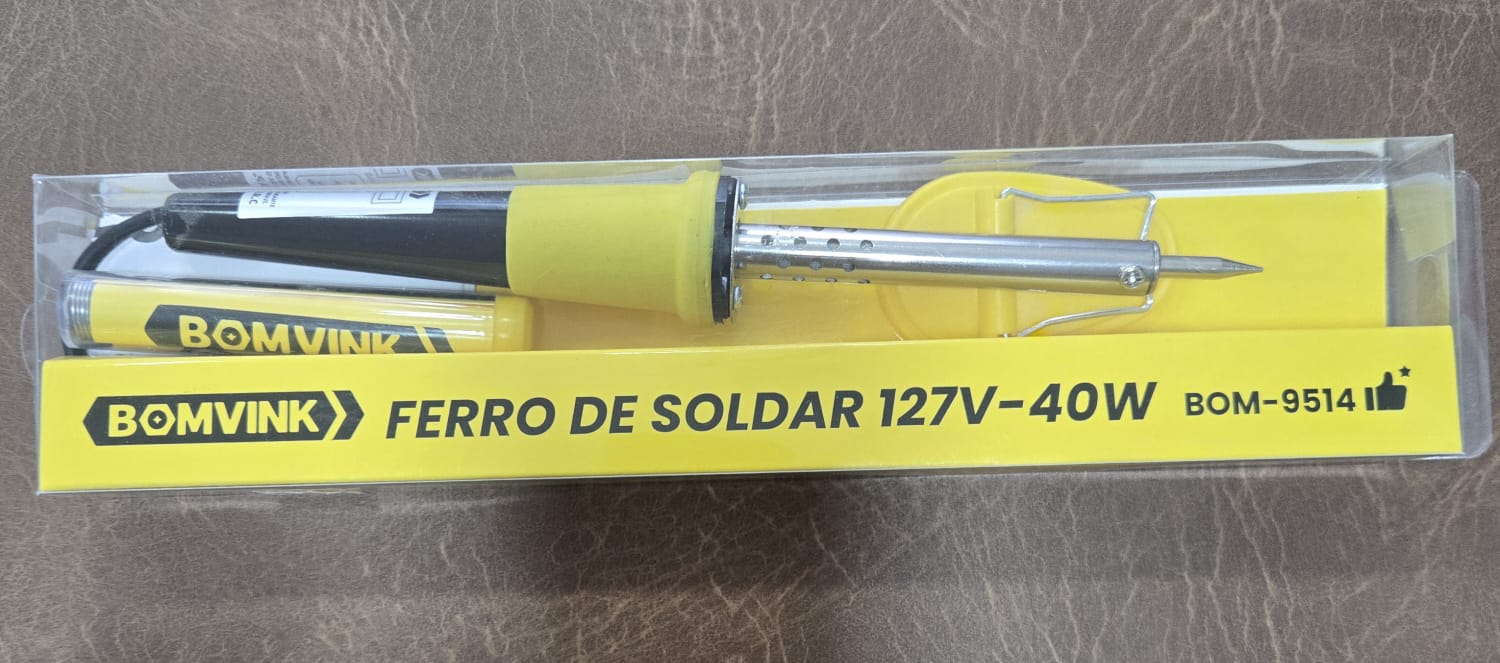 BOMVINK
BOMVINK FERRO DE SOLDAR 127V-40W BOM-9514